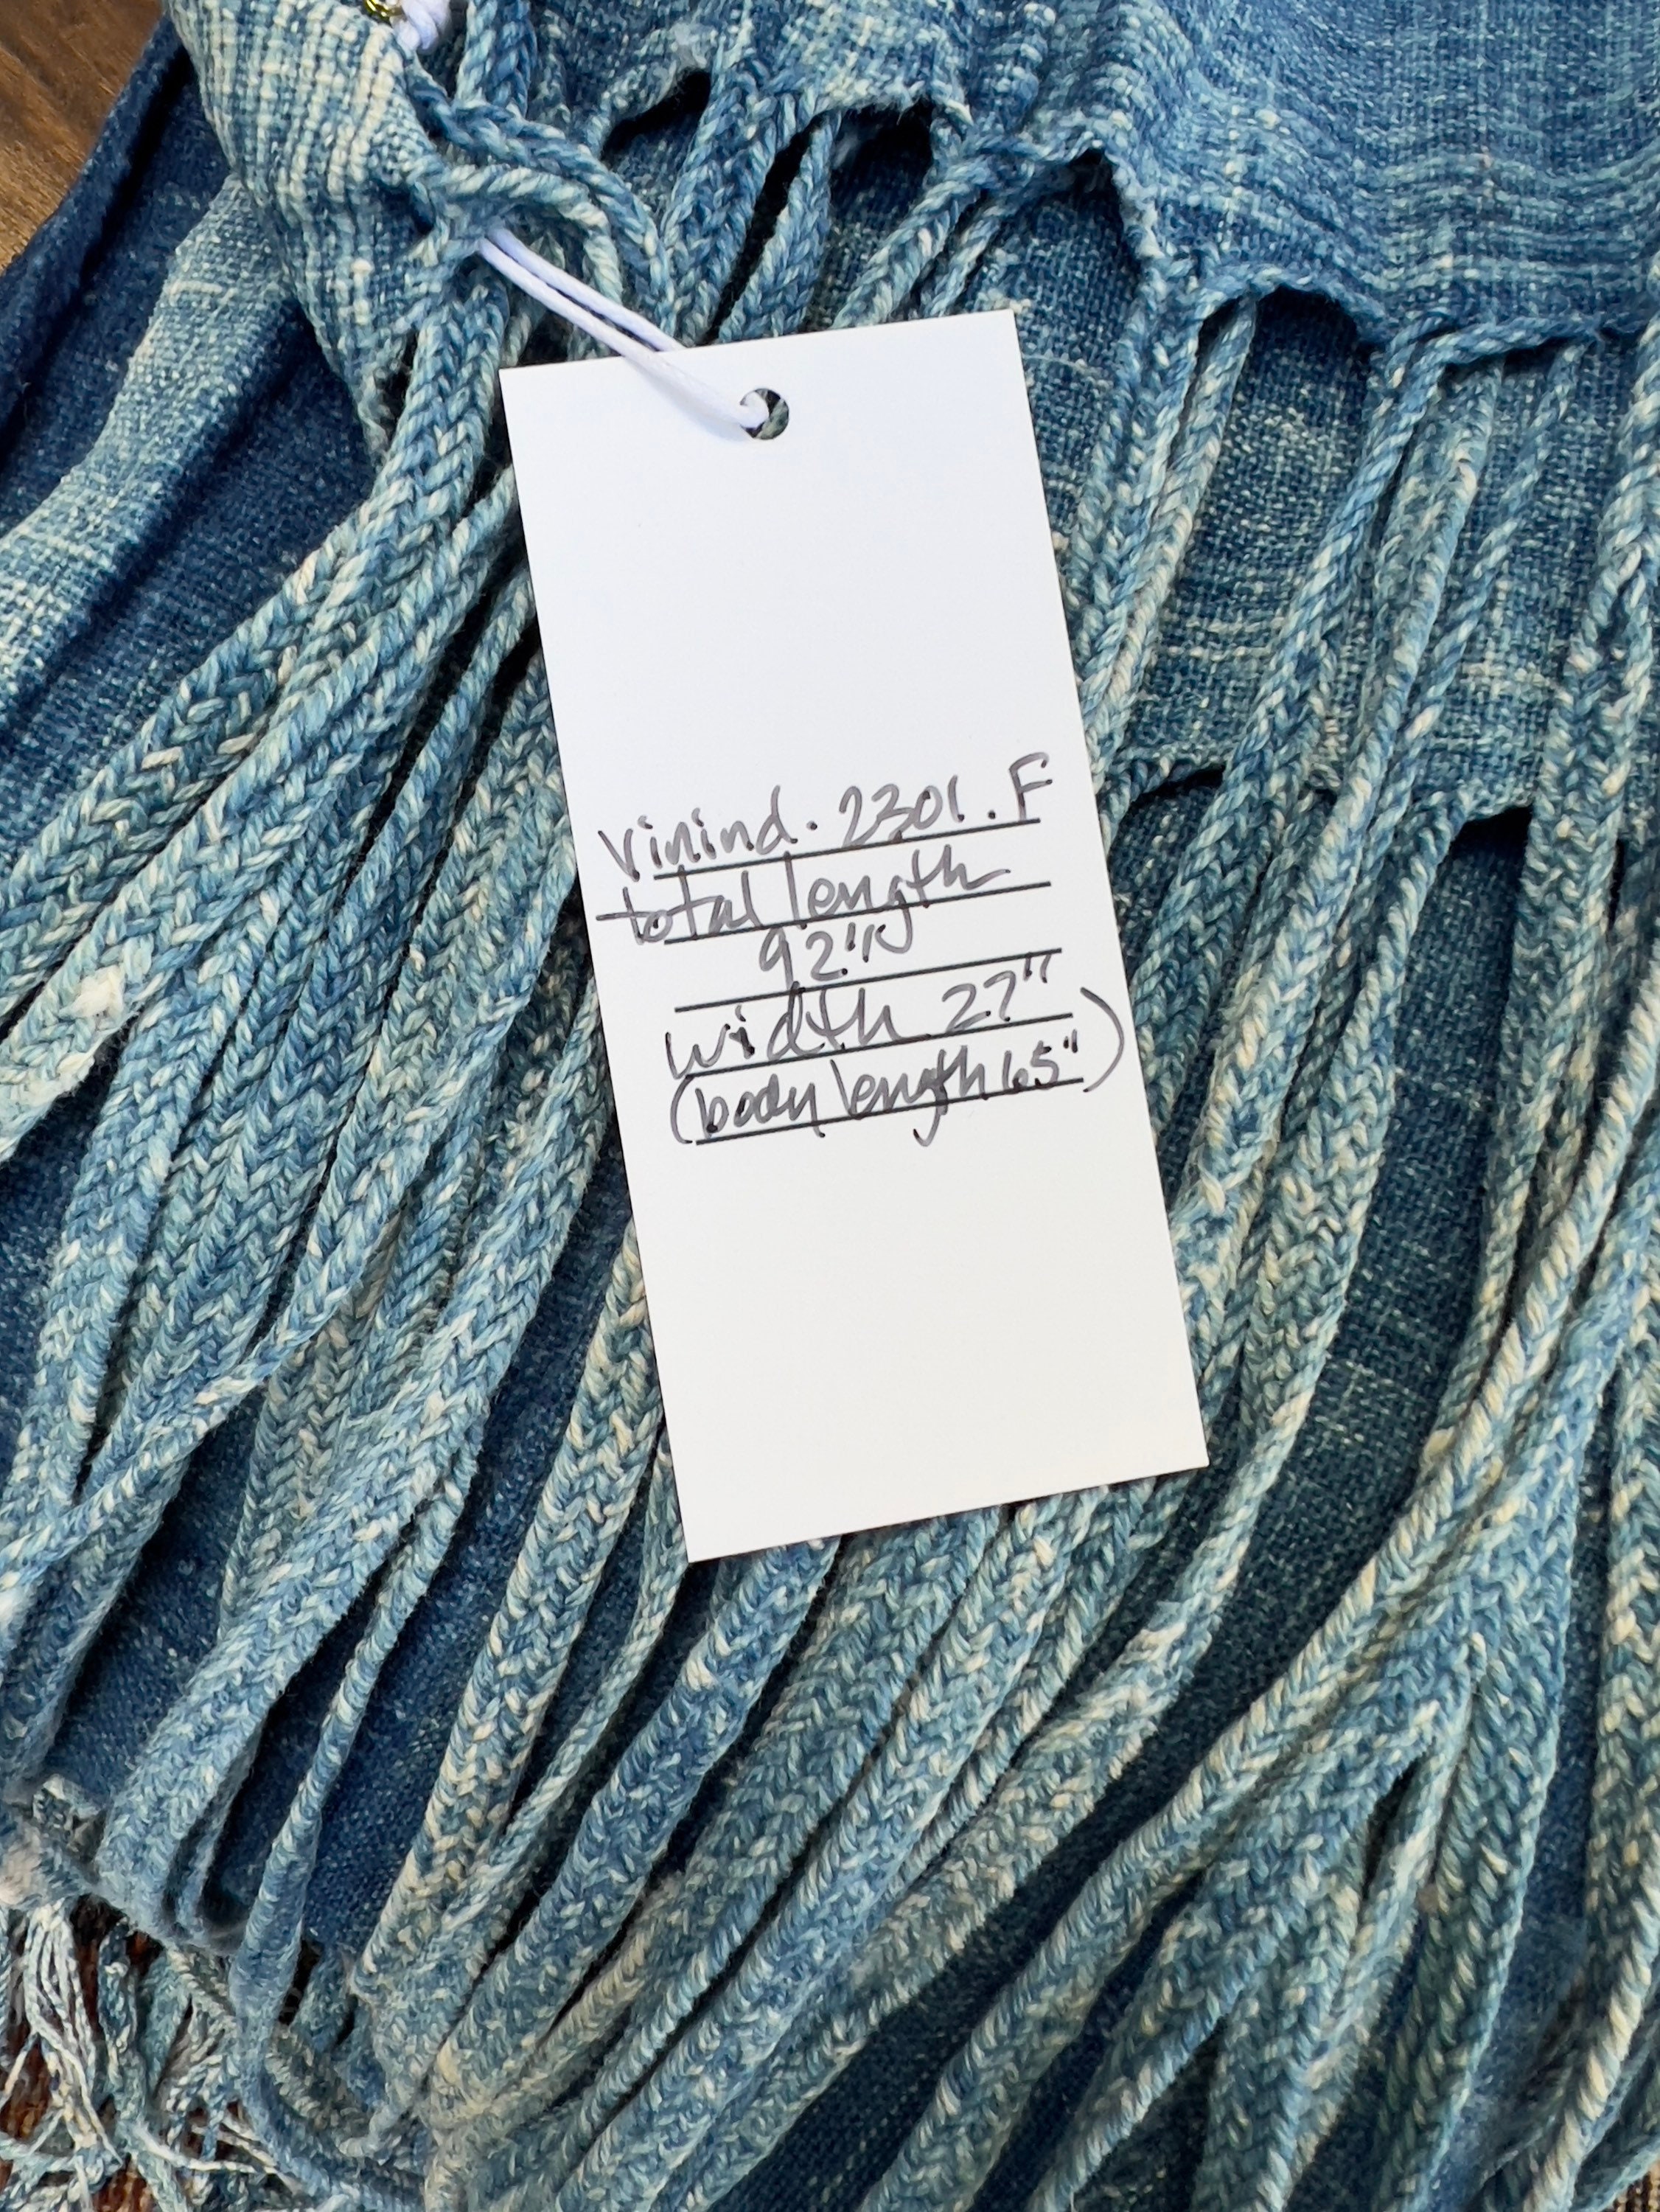 Vinind. 2301. F
total length
92"
width 27"
(body length 65")